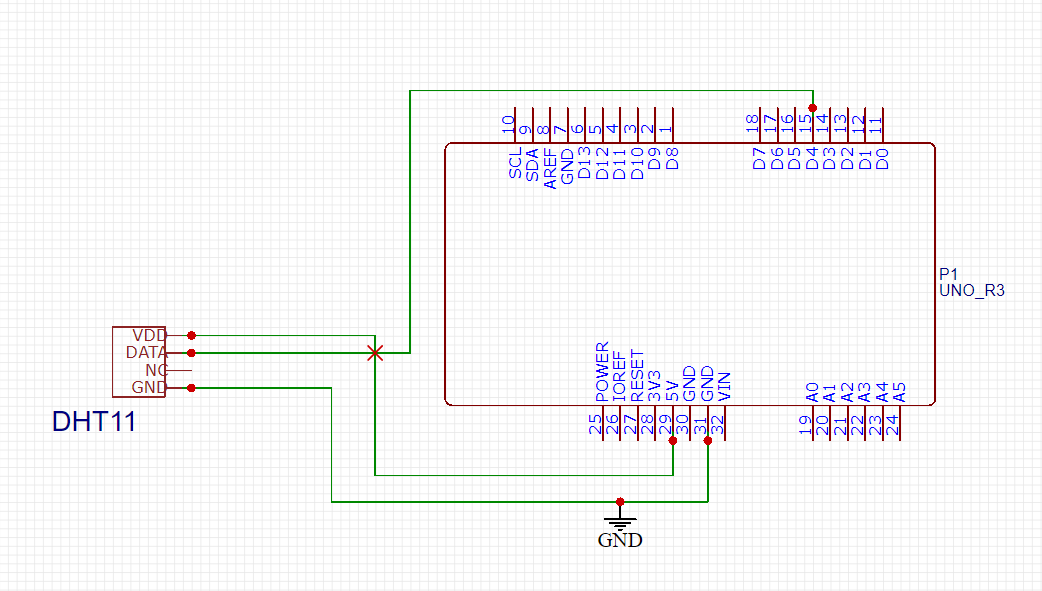 10 9 8 7 6 5 4 3 2 1 18 17 16 15 14 13 12 11
SCL SDA AREF GND D13 D12 D11 D10 D9 D8 D7 D6 D5 D4 D3 D2 D1 D0
P1
UNO_R3
VDD
DATA
NC
GND
DHT11
POWER IOREF RESET 3V3 5V GND GND VIN A0 A1 A2 A3 A4 A5
25 26 27 28 29 30 31 32 19 20 21 22 23 24
GND